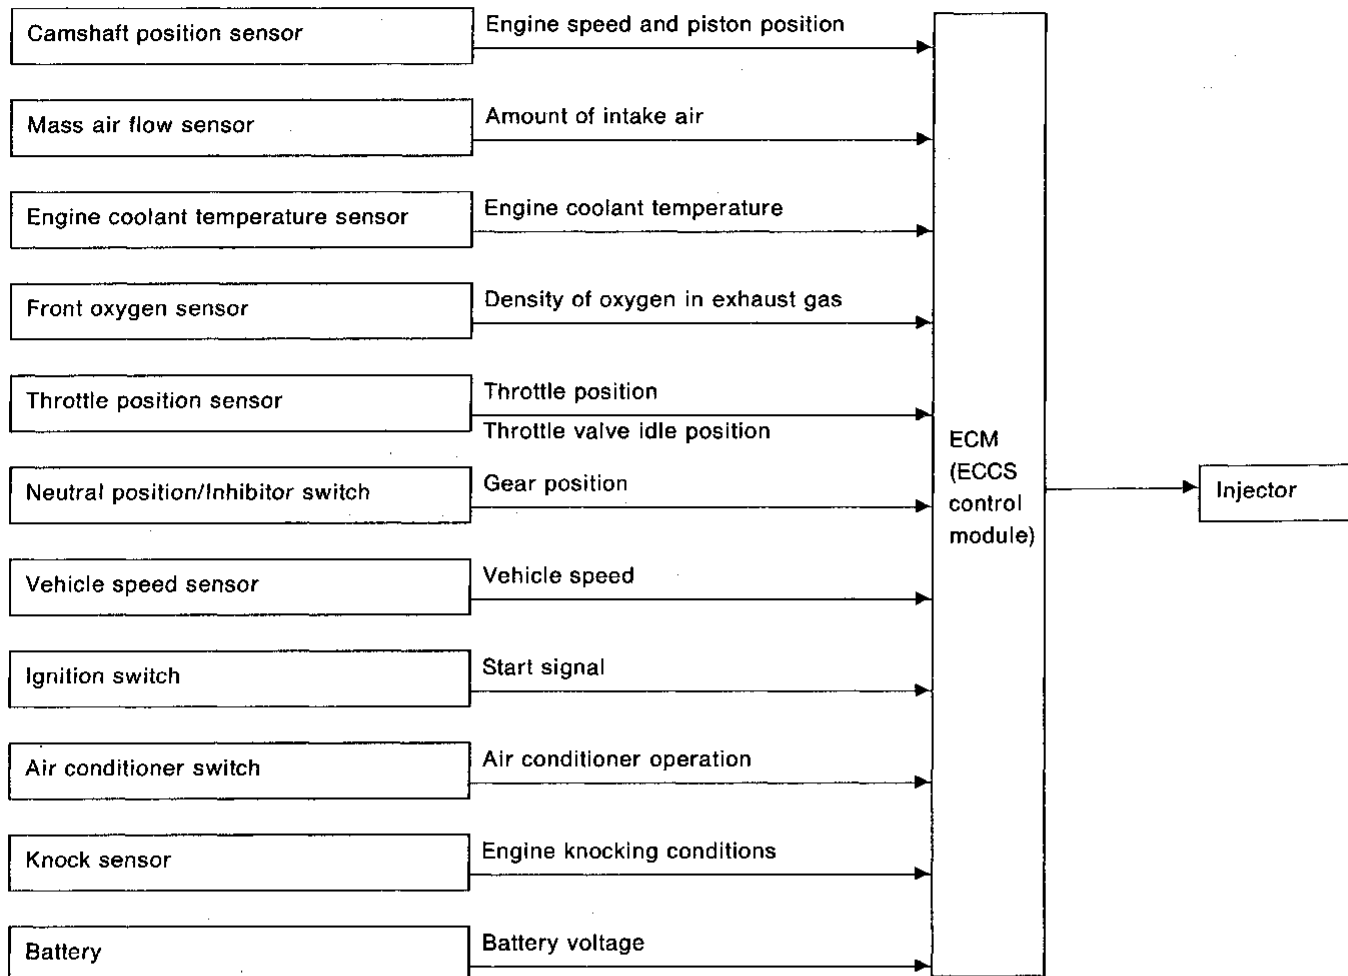 Camshaft position sensor
Engine speed and piston position
Mass air flow sensor
Amount of intake air
Engine coolant temperature sensor
Engine coolant temperature
Front oxygen sensor
Density of oxygen in exhaust gas
Throttle position sensor
Throttle position
Throttle valve idle position
Neutral position/Inhibitor switch
Gear position
Vehicle speed sensor
Vehicle speed
Ignition switch
Start signal
Air conditioner switch
Air conditioner operation
Knock sensor
Engine knocking conditions
Battery
Battery voltage
ECM
(ECCS
control
module)
Injector